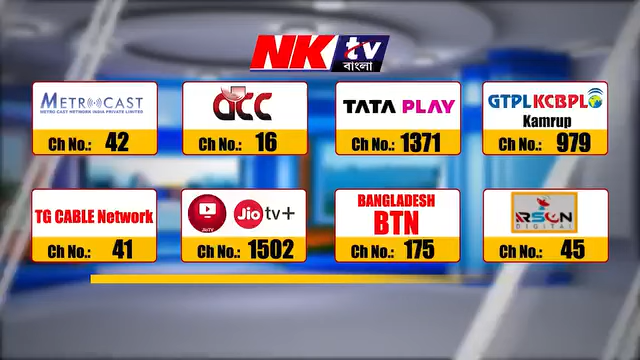 NK tv
বাংলা
METROCAST
METRO CAST NETWORK INDIA PRIVATE LIMITED
Ch No.: 42
acc
Ch No.: 16
TATA PLAY
Ch No.: 1371
GTPL KCBPL
Kamrup
Ch No.: 979
TG CABLE Network
Ch No.: 41
JioTV
Jio tv+
Ch No.: 1502
BANGLADESH
BTN
Ch No.: 175
RSCN
DIGITAL
Ch No.: 45